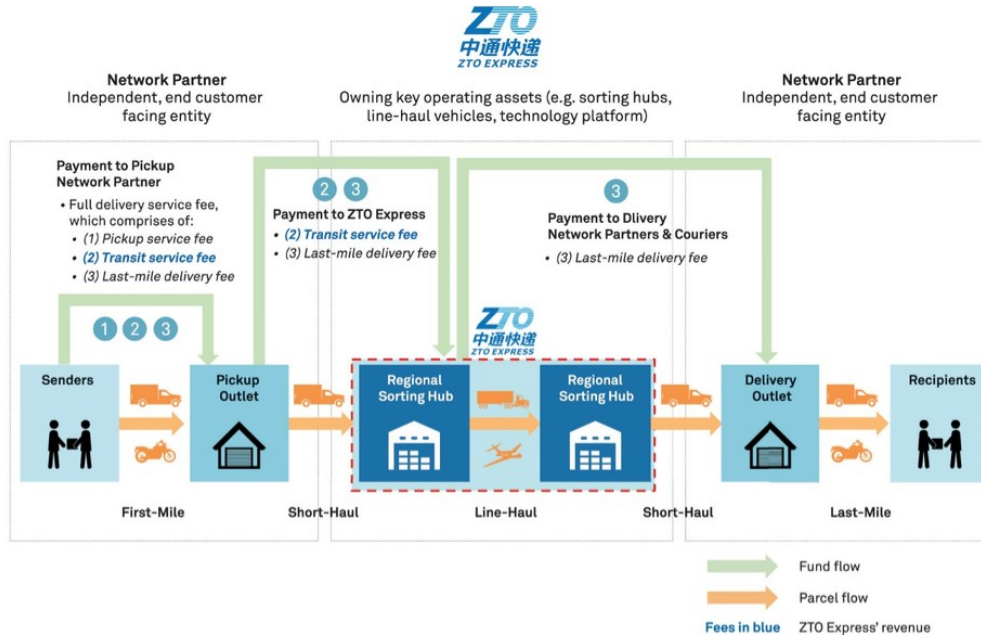 ZTO
中通快递
ZTO EXPRESS
Network Partner
Independent, end customer
facing entity
Owning key operating assets (e.g. sorting hubs,
line-haul vehicles, technology platform)
Network Partner
Independent, end customer
facing entity
Payment to Pickup
Network Partner
• Full delivery service fee,
which comprises of:
• (1) Pickup service fee
• (2) Transit service fee
• (3) Last-mile delivery fee
1 2 3
2 3
Payment to ZTO Express
• (2) Transit service fee
• (3) Last-mile delivery fee
3
Payment to Dlivery
Network Partners & Couriers
• (3) Last-mile delivery fee
ZTO
中通快递
ZTO EXPRESS
Senders
Pickup
Outlet
Regional
Sorting Hub
Regional
Sorting Hub
Delivery
Outlet
Recipients
First-Mile
Short-Haul
Line-Haul
Short-Haul
Last-Mile
Fund flow
Parcel flow
Fees in blue ZTO Express' revenue